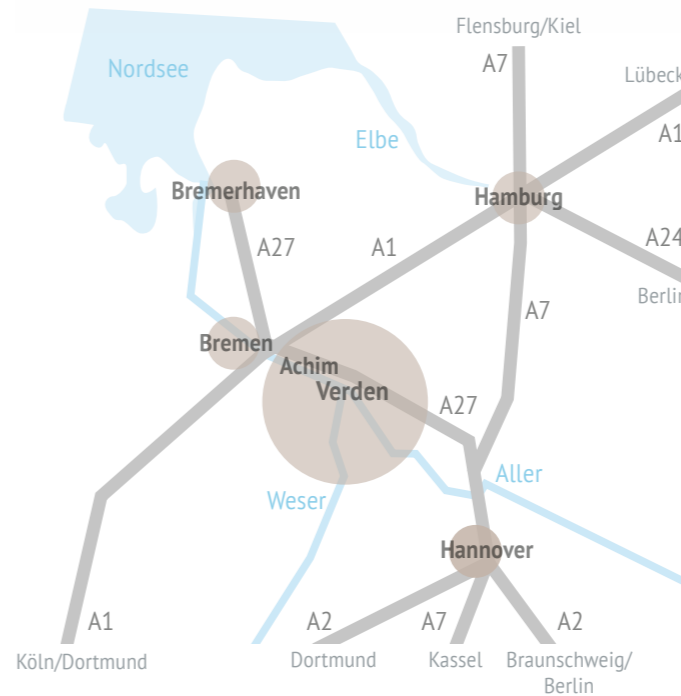 Flensburg/Kiel
Nordsee
A7
Lübeck
A1
Elbe
Bremerhaven
Hamburg
A27
A1
A24
Berlin
A7
Bremen
Achim
Verden
A27
Aller
Weser
Hannover
A1
A2
A7
A2
Köln/Dortmund
Dortmund
Kassel
Braunschweig/
Berlin